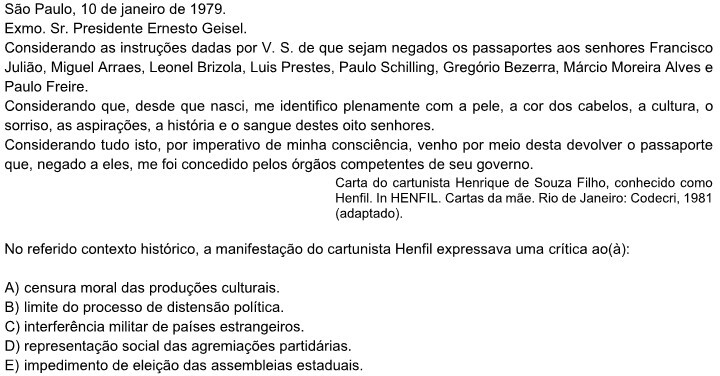 São Paulo, 10 de janeiro de 1979.
Exmo. Sr. Presidente Ernesto Geisel.
Considerando as instruções dadas por V. S. de que sejam negados os passaportes aos senhores Francisco
Julião, Miguel Arraes, Leonel Brizola, Luis Prestes, Paulo Schilling, Gregório Bezerra, Márcio Moreira Alves e
Paulo Freire.
Considerando que, desde que nasci, me identifico plenamente com a pele, a cor dos cabelos, a cultura, o
sorriso, as aspirações, a história e o sangue destes oito senhores.
Considerando tudo isto, por imperativo de minha consciência, venho por meio desta devolver o passaporte
que, negado a eles, me foi concedido pelos órgãos competentes de seu governo.
Carta do cartunista Henrique de Souza Filho, conhecido como
Henfil. In HENFIL. Cartas da mãe. Rio de Janeiro: Codecri, 1981
(adaptado).
No referido contexto histórico, a manifestação do cartunista Henfil expressava uma crítica ao(à):
A) censura moral das produções culturais.
B) limite do processo de distensão política.
C) interferência militar de países estrangeiros.
D) representação social das agremiações partidárias.
E) impedimento de eleição das assembleias estaduais.